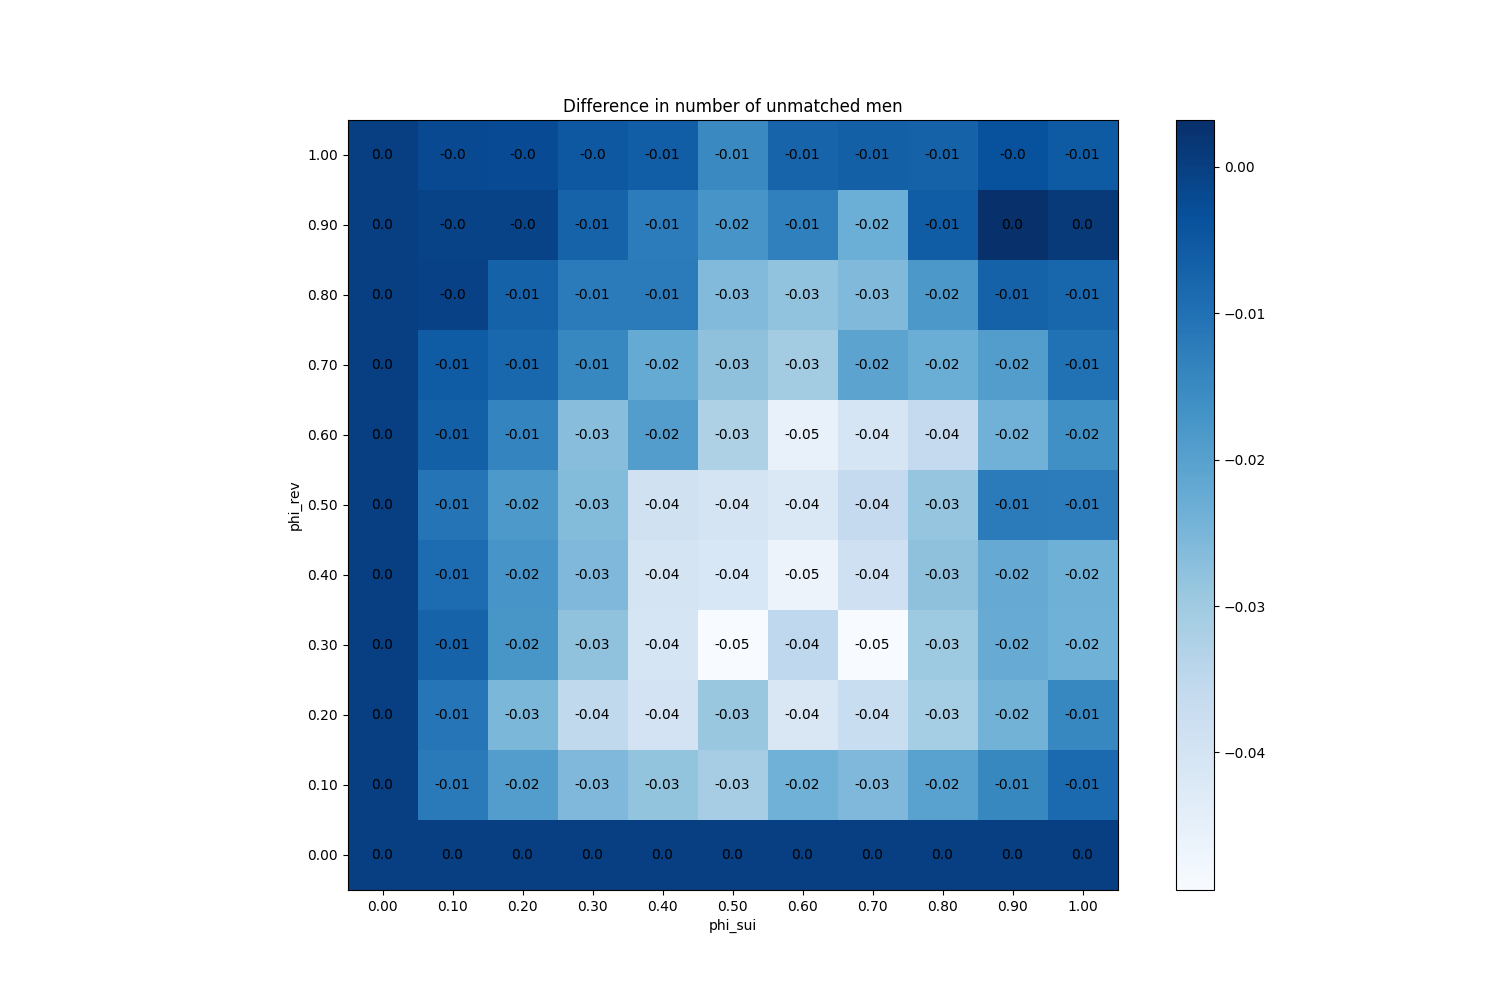 Difference in number of unmatched men
1.00 0.0 -0.0 -0.0 -0.0 -0.01 -0.01 -0.01 -0.01 -0.01 -0.0 -0.01
0.90 0.0 -0.0 -0.0 -0.01 -0.01 -0.02 -0.01 -0.02 -0.01 0.0 0.0
0.80 0.0 -0.0 -0.01 -0.01 -0.01 -0.03 -0.03 -0.03 -0.02 -0.01 -0.01
0.70 0.0 -0.01 -0.01 -0.01 -0.02 -0.03 -0.03 -0.02 -0.02 -0.02 -0.01
0.60 0.0 -0.01 -0.01 -0.03 -0.02 -0.03 -0.05 -0.04 -0.04 -0.02 -0.02
0.50 0.0 -0.01 -0.02 -0.03 -0.04 -0.04 -0.04 -0.04 -0.03 -0.01 -0.01
0.40 0.0 -0.01 -0.02 -0.03 -0.04 -0.04 -0.05 -0.04 -0.03 -0.02 -0.02
0.30 0.0 -0.01 -0.02 -0.03 -0.04 -0.05 -0.04 -0.05 -0.03 -0.02 -0.02
0.20 0.0 -0.01 -0.03 -0.04 -0.04 -0.03 -0.04 -0.04 -0.03 -0.02 -0.01
0.10 0.0 -0.01 -0.02 -0.03 -0.03 -0.03 -0.02 -0.03 -0.02 -0.01 -0.01
0.00 0.0 0.0 0.0 0.0 0.0 0.0 0.0 0.0 0.0 0.0 0.0
0.00 0.10 0.20 0.30 0.40 0.50 0.60 0.70 0.80 0.90 1.00
phi_sui
phi_rev
0.00
−0.01
−0.02
−0.03
−0.04